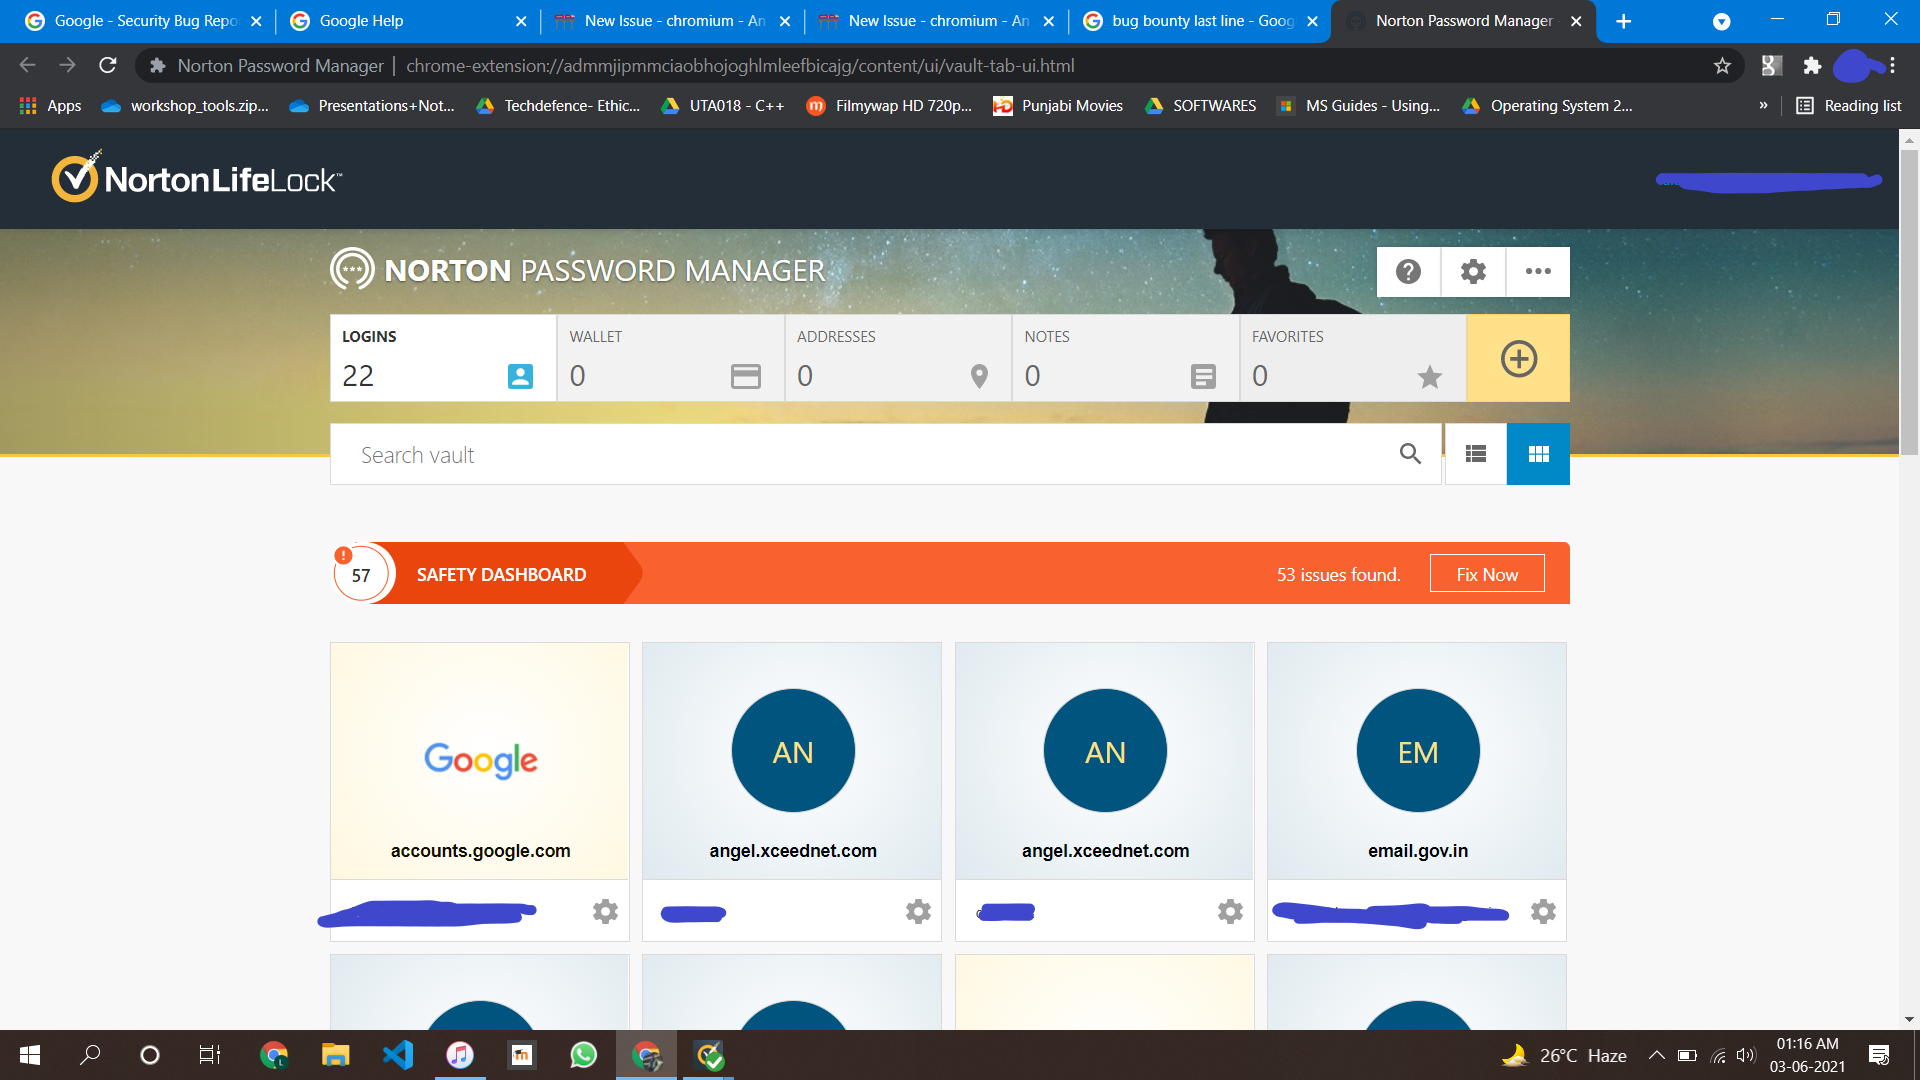 Google - Security Bug Repo
Google Help
New Issue - chromium - An
New Issue - chromium - An
bug bounty last line - Goog
Norton Password Manager
Norton Password Manager | chrome-extension://admmjipmmciaobhojoghlmleefbicajg/content/ui/vault-tab-ui.html
Apps
workshop_tools.zip...
Presentations+Not...
Techdefence- Ethic...
UTA018 - C++
Filmywap HD 720p...
Punjabi Movies
SOFTWARES
MS Guides - Using...
Operating System 2...
»
Reading list
NortonLifeLock™
NORTON PASSWORD MANAGER
LOGINS
22
WALLET
0
ADDRESSES
0
NOTES
0
FAVORITES
0
Search vault
57
SAFETY DASHBOARD
53 issues found.
Fix Now
Google
accounts.google.com
AN
angel.xceednet.com
AN
angel.xceednet.com
EM
email.gov.in
26°C Haze
01:16 AM
03-06-2021